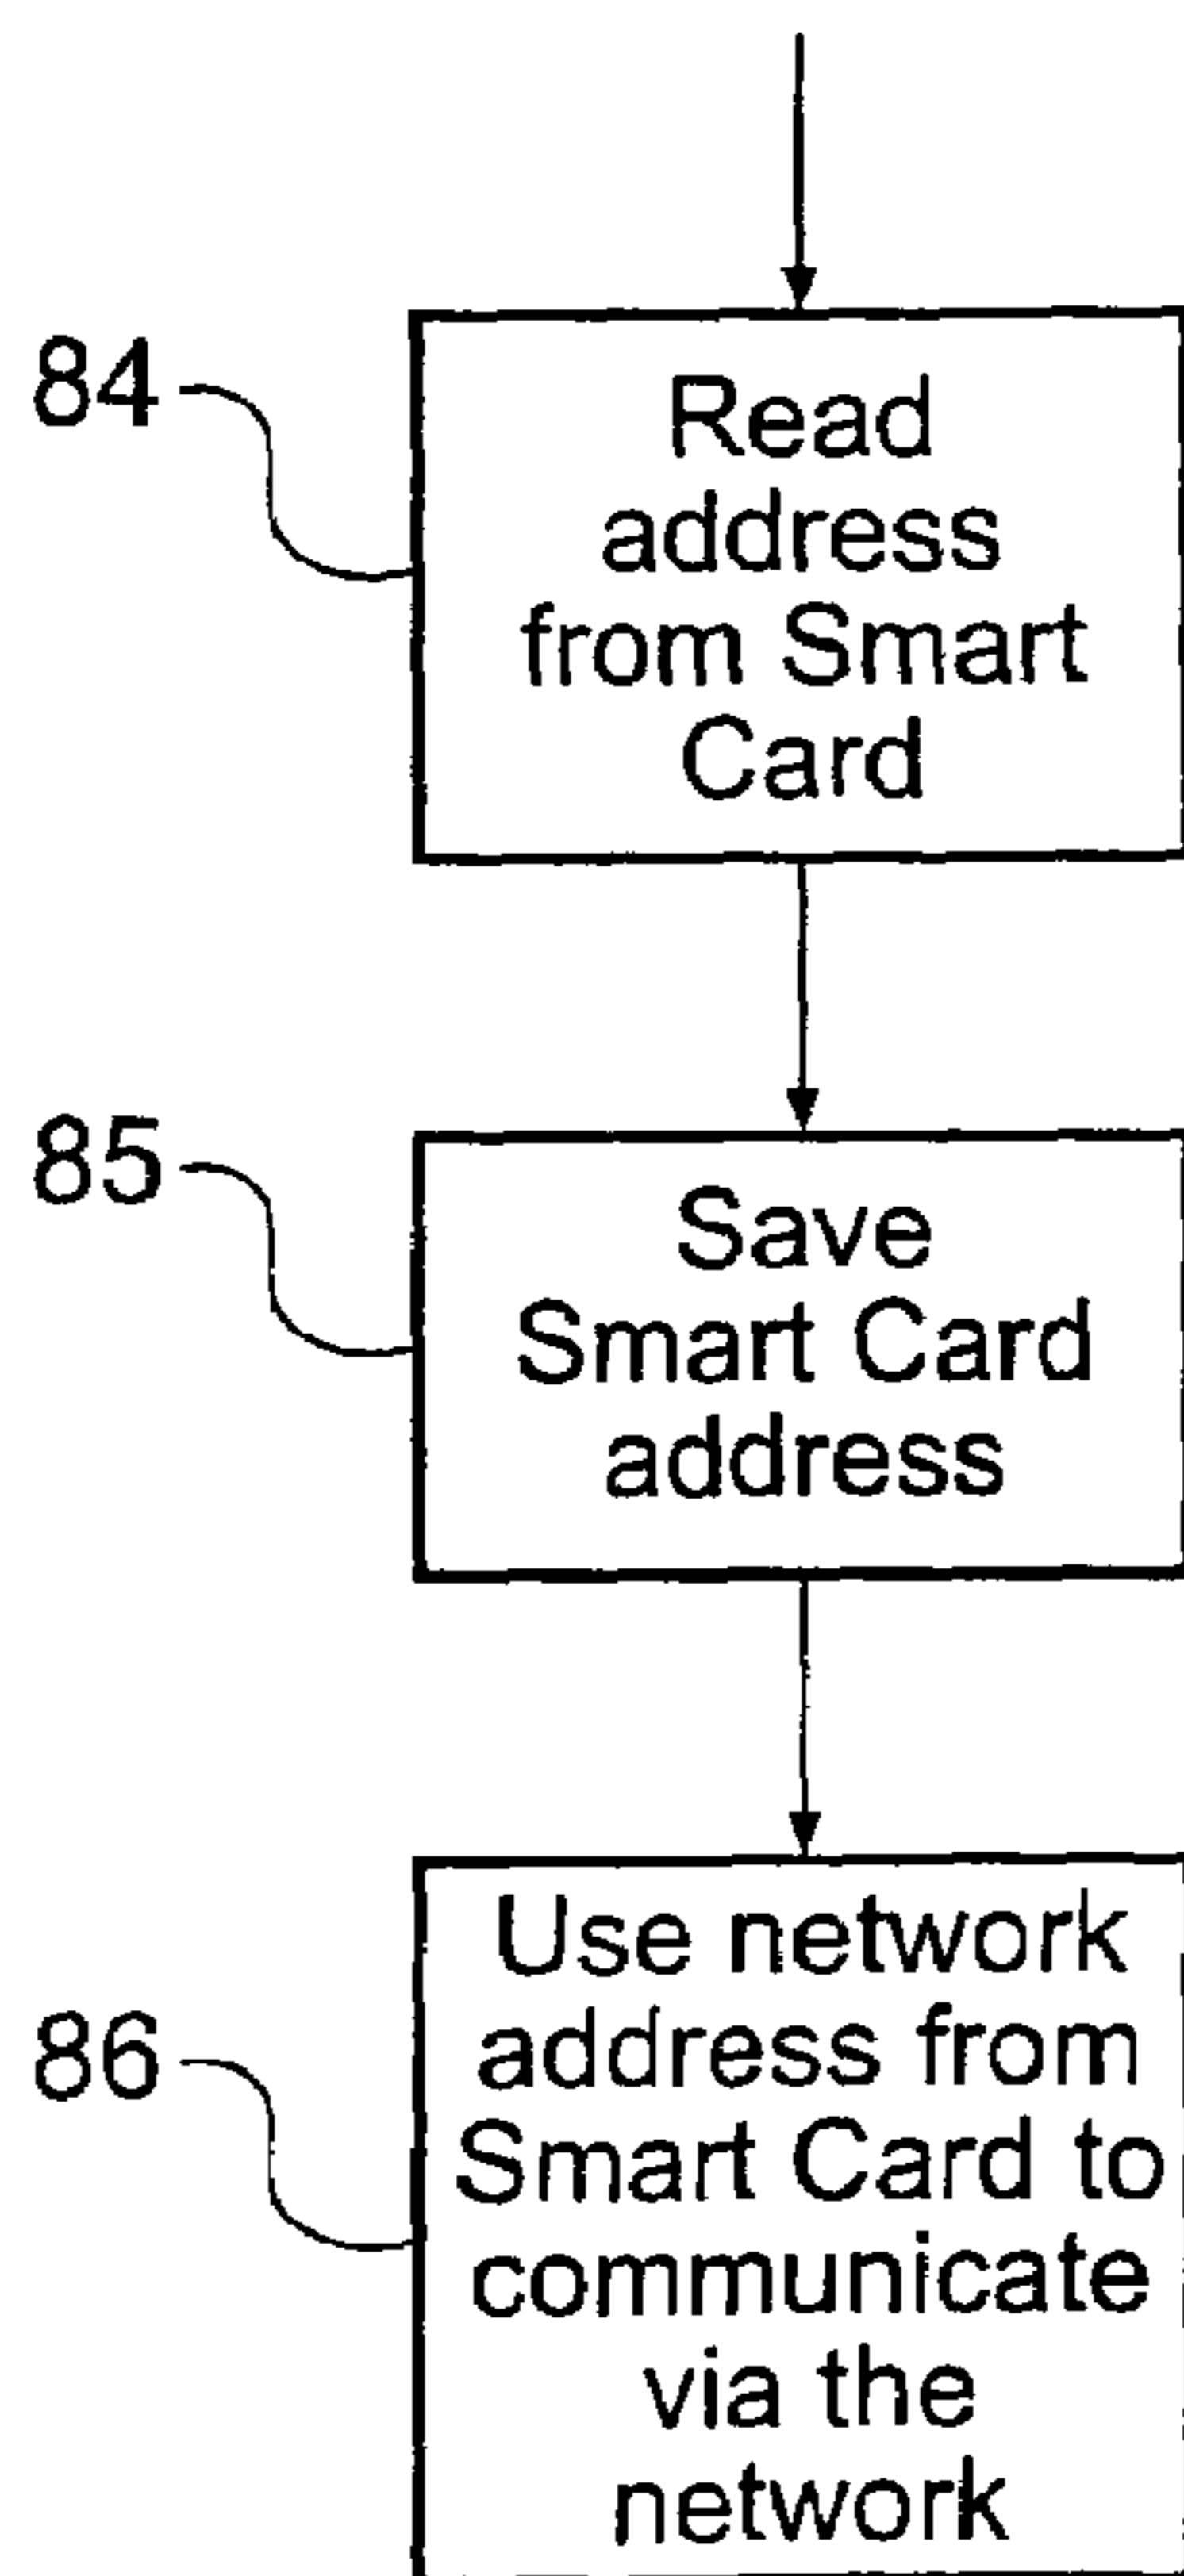 84
Read
address
from Smart
Card
85
Save
Smart Card
address
86
Use network
address from
Smart Card to
communicate
via the
network